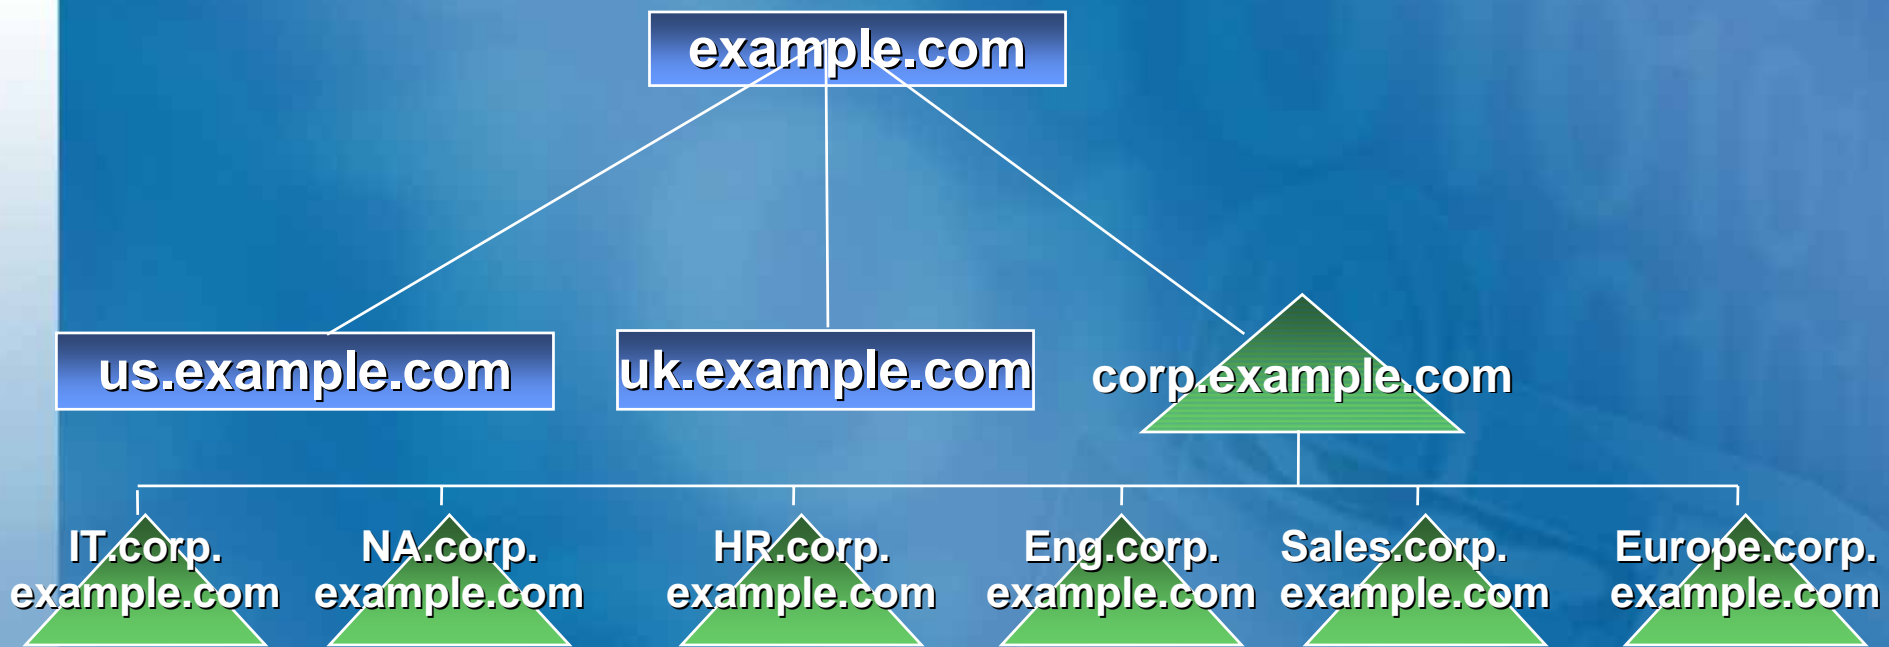 example.com
us.example.com
uk.example.com
corp.example.com
IT.corp.
example.com
NA.corp.
example.com
HR.corp.
example.com
Eng.corp.
example.com
Sales.corp.
example.com
Europe.corp.
example.com